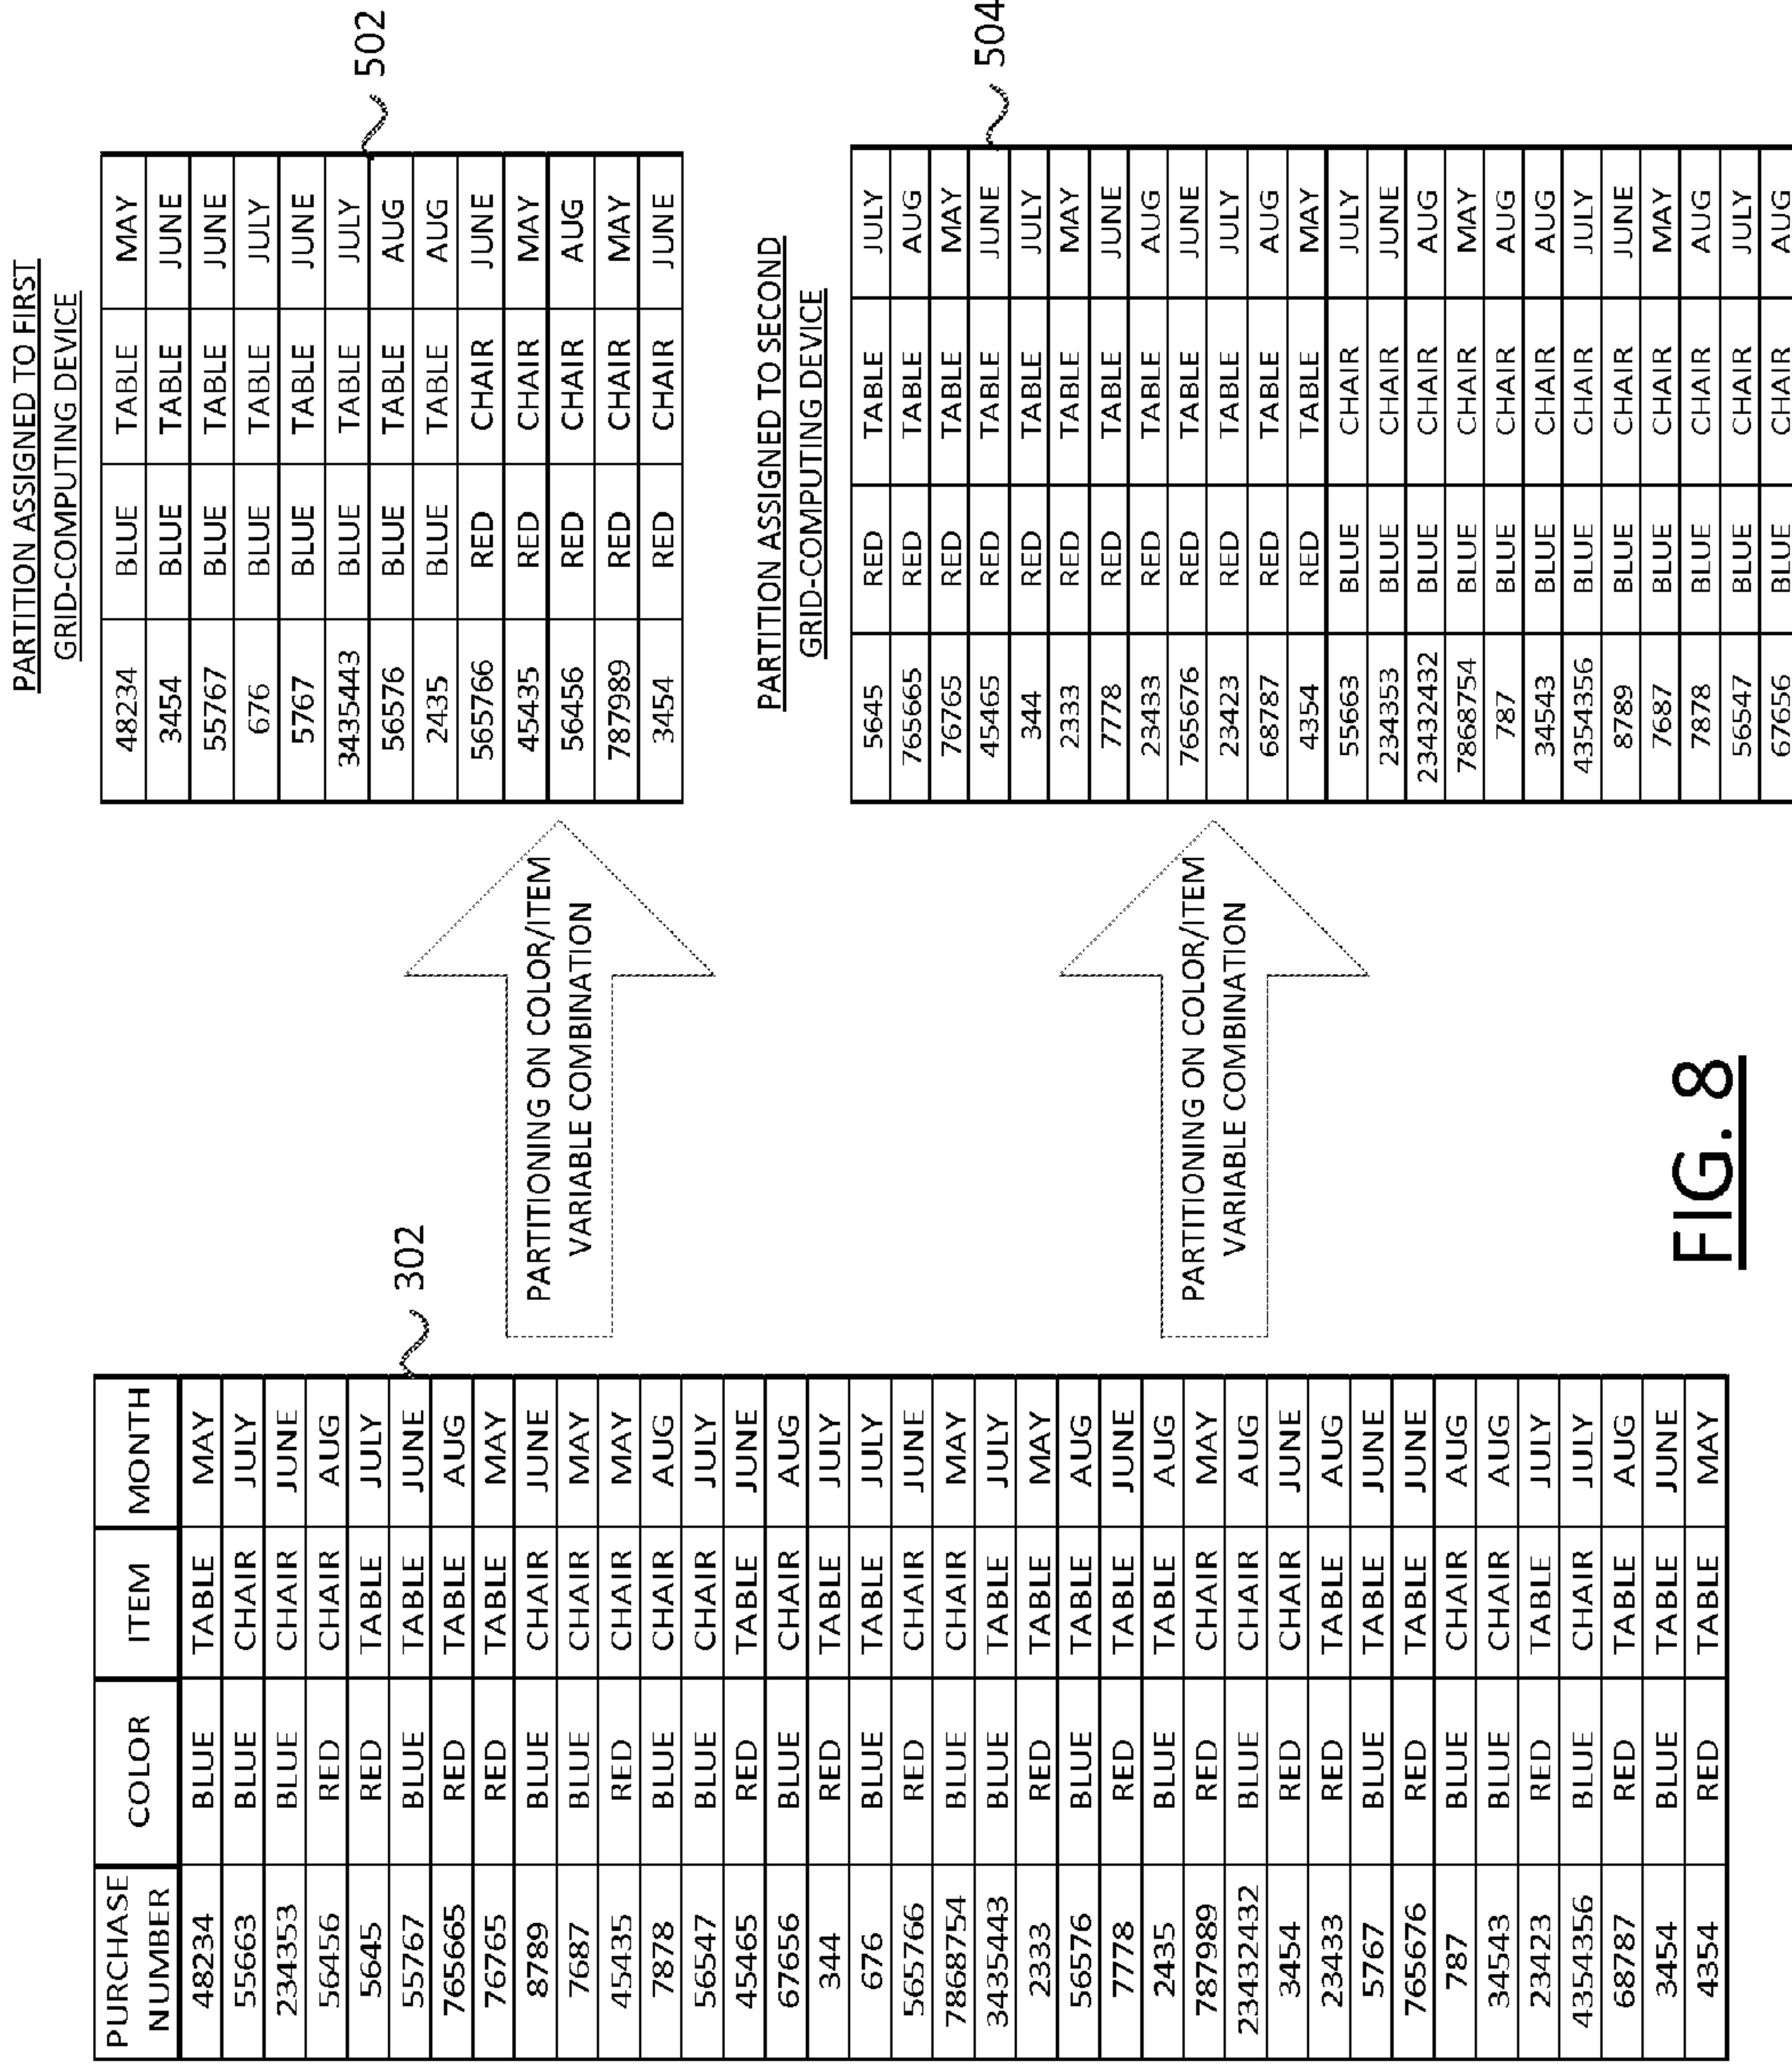 PURCHASE NUMBER COLOR ITEM MONTH
48234 BLUE TABLE MAY
55663 BLUE CHAIR JULY
234353 BLUE CHAIR JUNE
56456 RED CHAIR AUG
5645 RED TABLE JULY
55767 BLUE TABLE JUNE
765665 RED TABLE AUG
76765 RED TABLE MAY
8789 BLUE CHAIR JUNE
7687 BLUE CHAIR MAY
45435 RED CHAIR MAY
7878 BLUE CHAIR AUG
56547 BLUE CHAIR JULY
45465 RED TABLE JUNE
67656 BLUE CHAIR AUG
344 RED TABLE JULY
676 BLUE TABLE JULY
565766 RED CHAIR JUNE
7868754 BLUE CHAIR MAY
3435443 BLUE TABLE JULY
2333 RED TABLE MAY
56576 BLUE TABLE AUG
7778 RED TABLE JUNE
2435 BLUE TABLE AUG
787989 RED CHAIR MAY
23432432 BLUE CHAIR AUG
3454 RED CHAIR JUNE
23433 RED TABLE AUG
5767 BLUE TABLE JUNE
765676 RED TABLE JUNE
787 BLUE CHAIR AUG
34543 BLUE CHAIR AUG
23423 RED TABLE JULY
4354356 BLUE CHAIR JULY
68787 RED TABLE AUG
3454 BLUE TABLE JUNE
4354 RED TABLE MAY
302
PARTITIONING ON COLOR/ITEM
VARIABLE COMBINATION
PARTITIONING ON COLOR/ITEM
VARIABLE COMBINATION
PARTITION ASSIGNED TO FIRST
GRID-COMPUTING DEVICE
48234 BLUE TABLE MAY
3454 BLUE TABLE JUNE
55767 BLUE TABLE JUNE
676 BLUE TABLE JULY
5767 BLUE TABLE JUNE
3435443 BLUE TABLE JULY
56576 BLUE TABLE AUG
2435 BLUE TABLE AUG
565766 RED CHAIR JUNE
45435 RED CHAIR MAY
56456 RED CHAIR AUG
787989 RED CHAIR MAY
3454 RED CHAIR JUNE
502
PARTITION ASSIGNED TO SECOND
GRID-COMPUTING DEVICE
5645 RED TABLE JULY
765665 RED TABLE AUG
76765 RED TABLE MAY
45465 RED TABLE JUNE
344 RED TABLE JULY
2333 RED TABLE MAY
7778 RED TABLE JUNE
23433 RED TABLE AUG
765676 RED TABLE JUNE
23423 RED TABLE JULY
68787 RED TABLE AUG
4354 RED TABLE MAY
55663 BLUE CHAIR JULY
234353 BLUE CHAIR JUNE
23432432 BLUE CHAIR AUG
7868754 BLUE CHAIR MAY
787 BLUE CHAIR AUG
34543 BLUE CHAIR AUG
4354356 BLUE CHAIR JULY
8789 BLUE CHAIR JUNE
7687 BLUE CHAIR MAY
7878 BLUE CHAIR AUG
56547 BLUE CHAIR JULY
67656 BLUE CHAIR AUG
504
FIG. 8